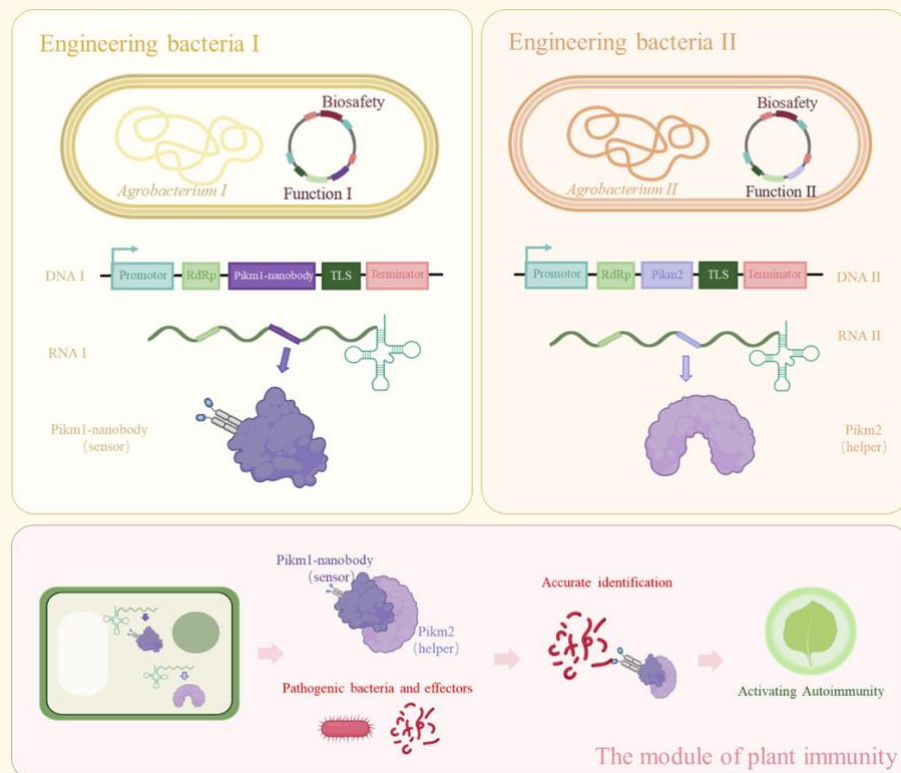 Engineering bacteria I
Biosafety
Agrobacterium I
Function I
DNA I
Promotor
RdRp
Pikm1-nanobody
TLS
Terminator
RNA I
Pikm1-nanobody
(sensor)
Engineering bacteria II
Biosafety
Agrobacterium II
Function II
Promotor
RdRp
Pikm2
TLS
Terminator
DNA II
RNA II
Pikm2
(helper)
Pikm1-nanobody
(sensor)
Pikm2
(helper)
Pathogenic bacteria and effectors
Accurate identification
Activating Autoimmunity
The module of plant immunity